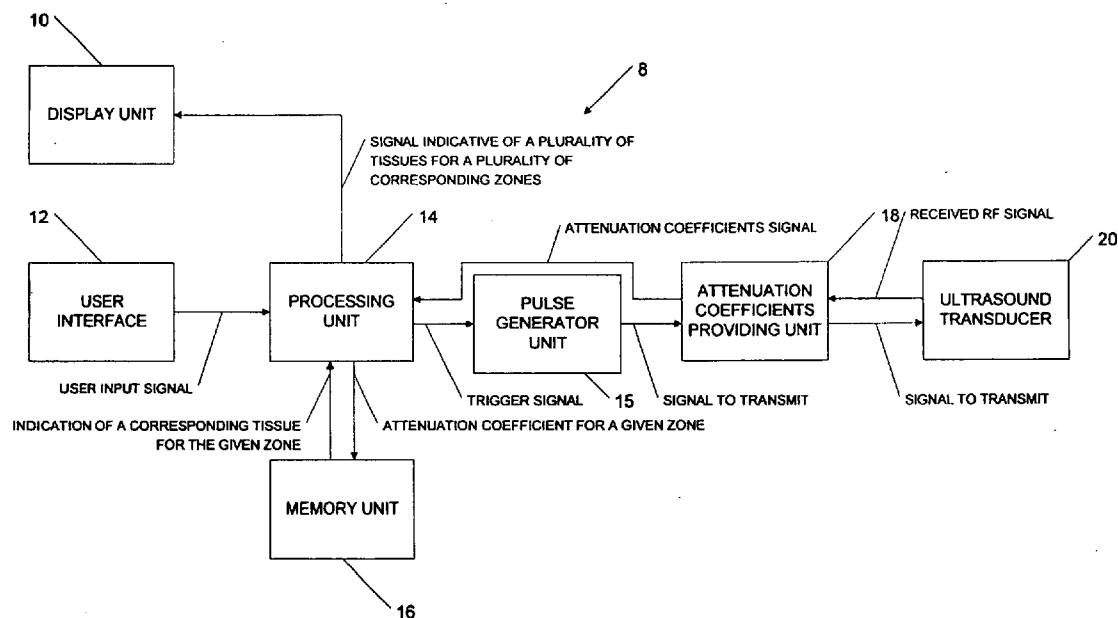 10
DISPLAY UNIT
8
SIGNAL INDICATIVE OF A PLURALITY OF
TISSUES FOR A PLURALITY OF
CORRESPONDING ZONES
12
USER
INTERFACE
USER INPUT SIGNAL
14
PROCESSING
UNIT
ATTENUATION COEFFICIENTS SIGNAL
PULSE
GENERATOR
UNIT
15
TRIGGER SIGNAL
SIGNAL TO TRANSMIT
18
ATTENUATION
COEFFICIENTS
PROVIDING UNIT
RECEIVED RF SIGNAL
20
ULTRASOUND
TRANSDUCER
SIGNAL TO TRANSMIT
INDICATION OF A CORRESPONDING TISSUE
FOR THE GIVEN ZONE
ATTENUATION COEFFICIENT FOR A GIVEN ZONE
MEMORY UNIT
16